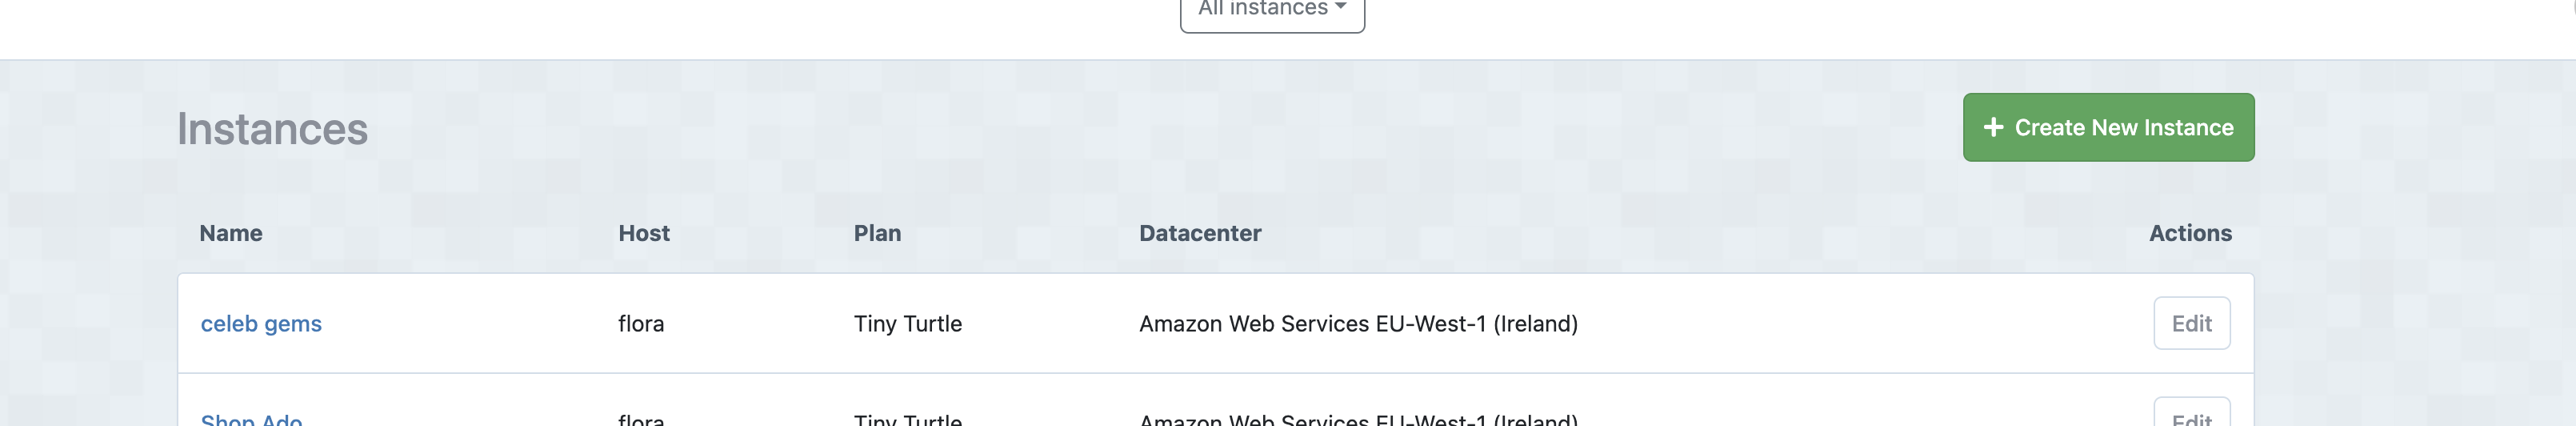 All instances
Instances
+ Create New Instance
Name Host Plan Datacenter Actions
celeb gems flora Tiny Turtle Amazon Web Services EU-West-1 (Ireland) Edit
Shop Ado flora Tiny Turtle Amazon Web Services EU-West-1 (Ireland) Edit